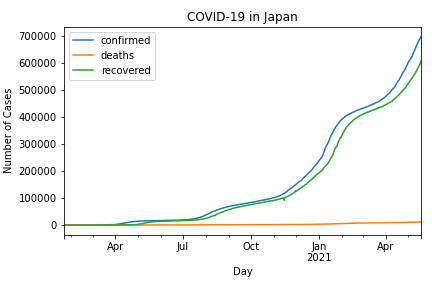 COVID-19 in Japan
confirmed
deaths
recovered
Number of Cases
700000
600000
500000
400000
300000
200000
100000
0
Apr
Jul
Oct
Jan
2021
Apr
Day